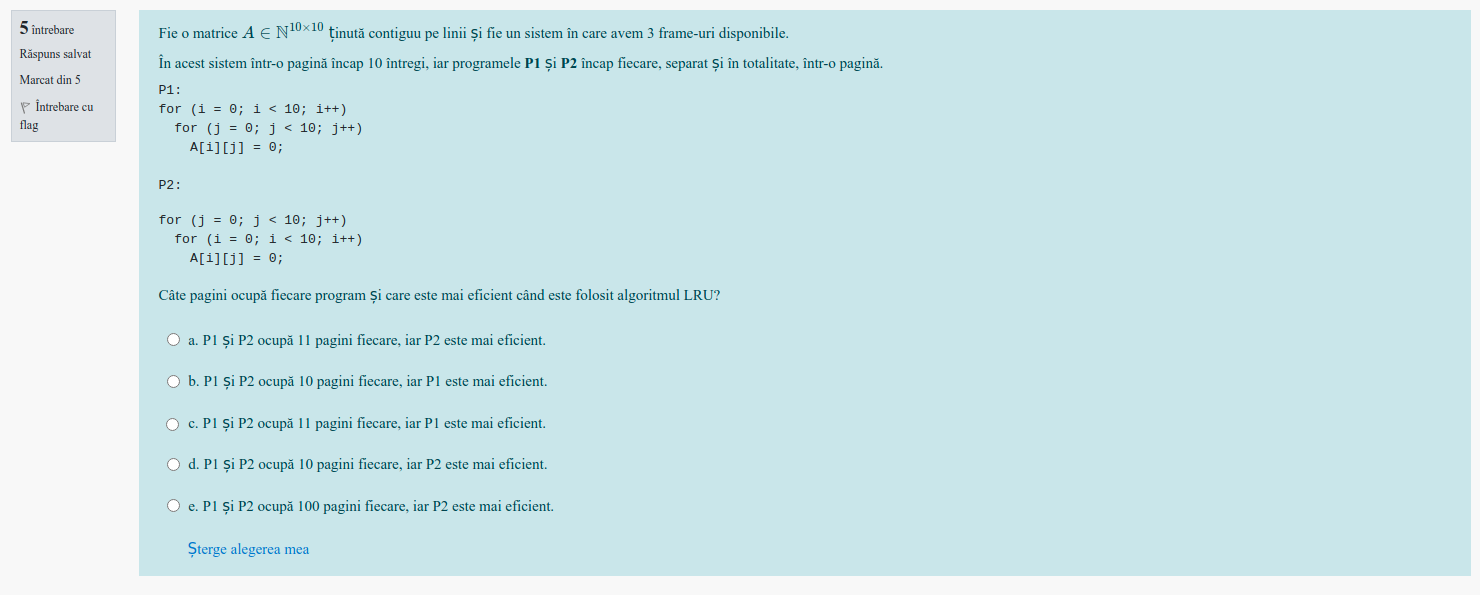 5 întrebare
Răspuns salvat
Marcat din 5
Întrebare cu
flag
Fie o matrice A ∈ ℕ^{10×10} ținută contiguu pe linii și fie un sistem în care avem 3 frame-uri disponibile.
În acest sistem într-o pagină încap 10 întregi, iar programele P1 și P2 încap fiecare, separat și în totalitate, într-o pagină.
P1:
for (i = 0; i < 10; i++)
  for (j = 0; j < 10; j++)
    A[i][j] = 0;
P2:
for (j = 0; j < 10; j++)
  for (i = 0; i < 10; i++)
    A[i][j] = 0;
Câte pagini ocupă fiecare program și care este mai eficient când este folosit algoritmul LRU?
a. P1 și P2 ocupă 11 pagini fiecare, iar P2 este mai eficient.
b. P1 și P2 ocupă 10 pagini fiecare, iar P1 este mai eficient.
c. P1 și P2 ocupă 11 pagini fiecare, iar P1 este mai eficient.
d. P1 și P2 ocupă 10 pagini fiecare, iar P2 este mai eficient.
e. P1 și P2 ocupă 100 pagini fiecare, iar P2 este mai eficient.
Șterge alegerea mea